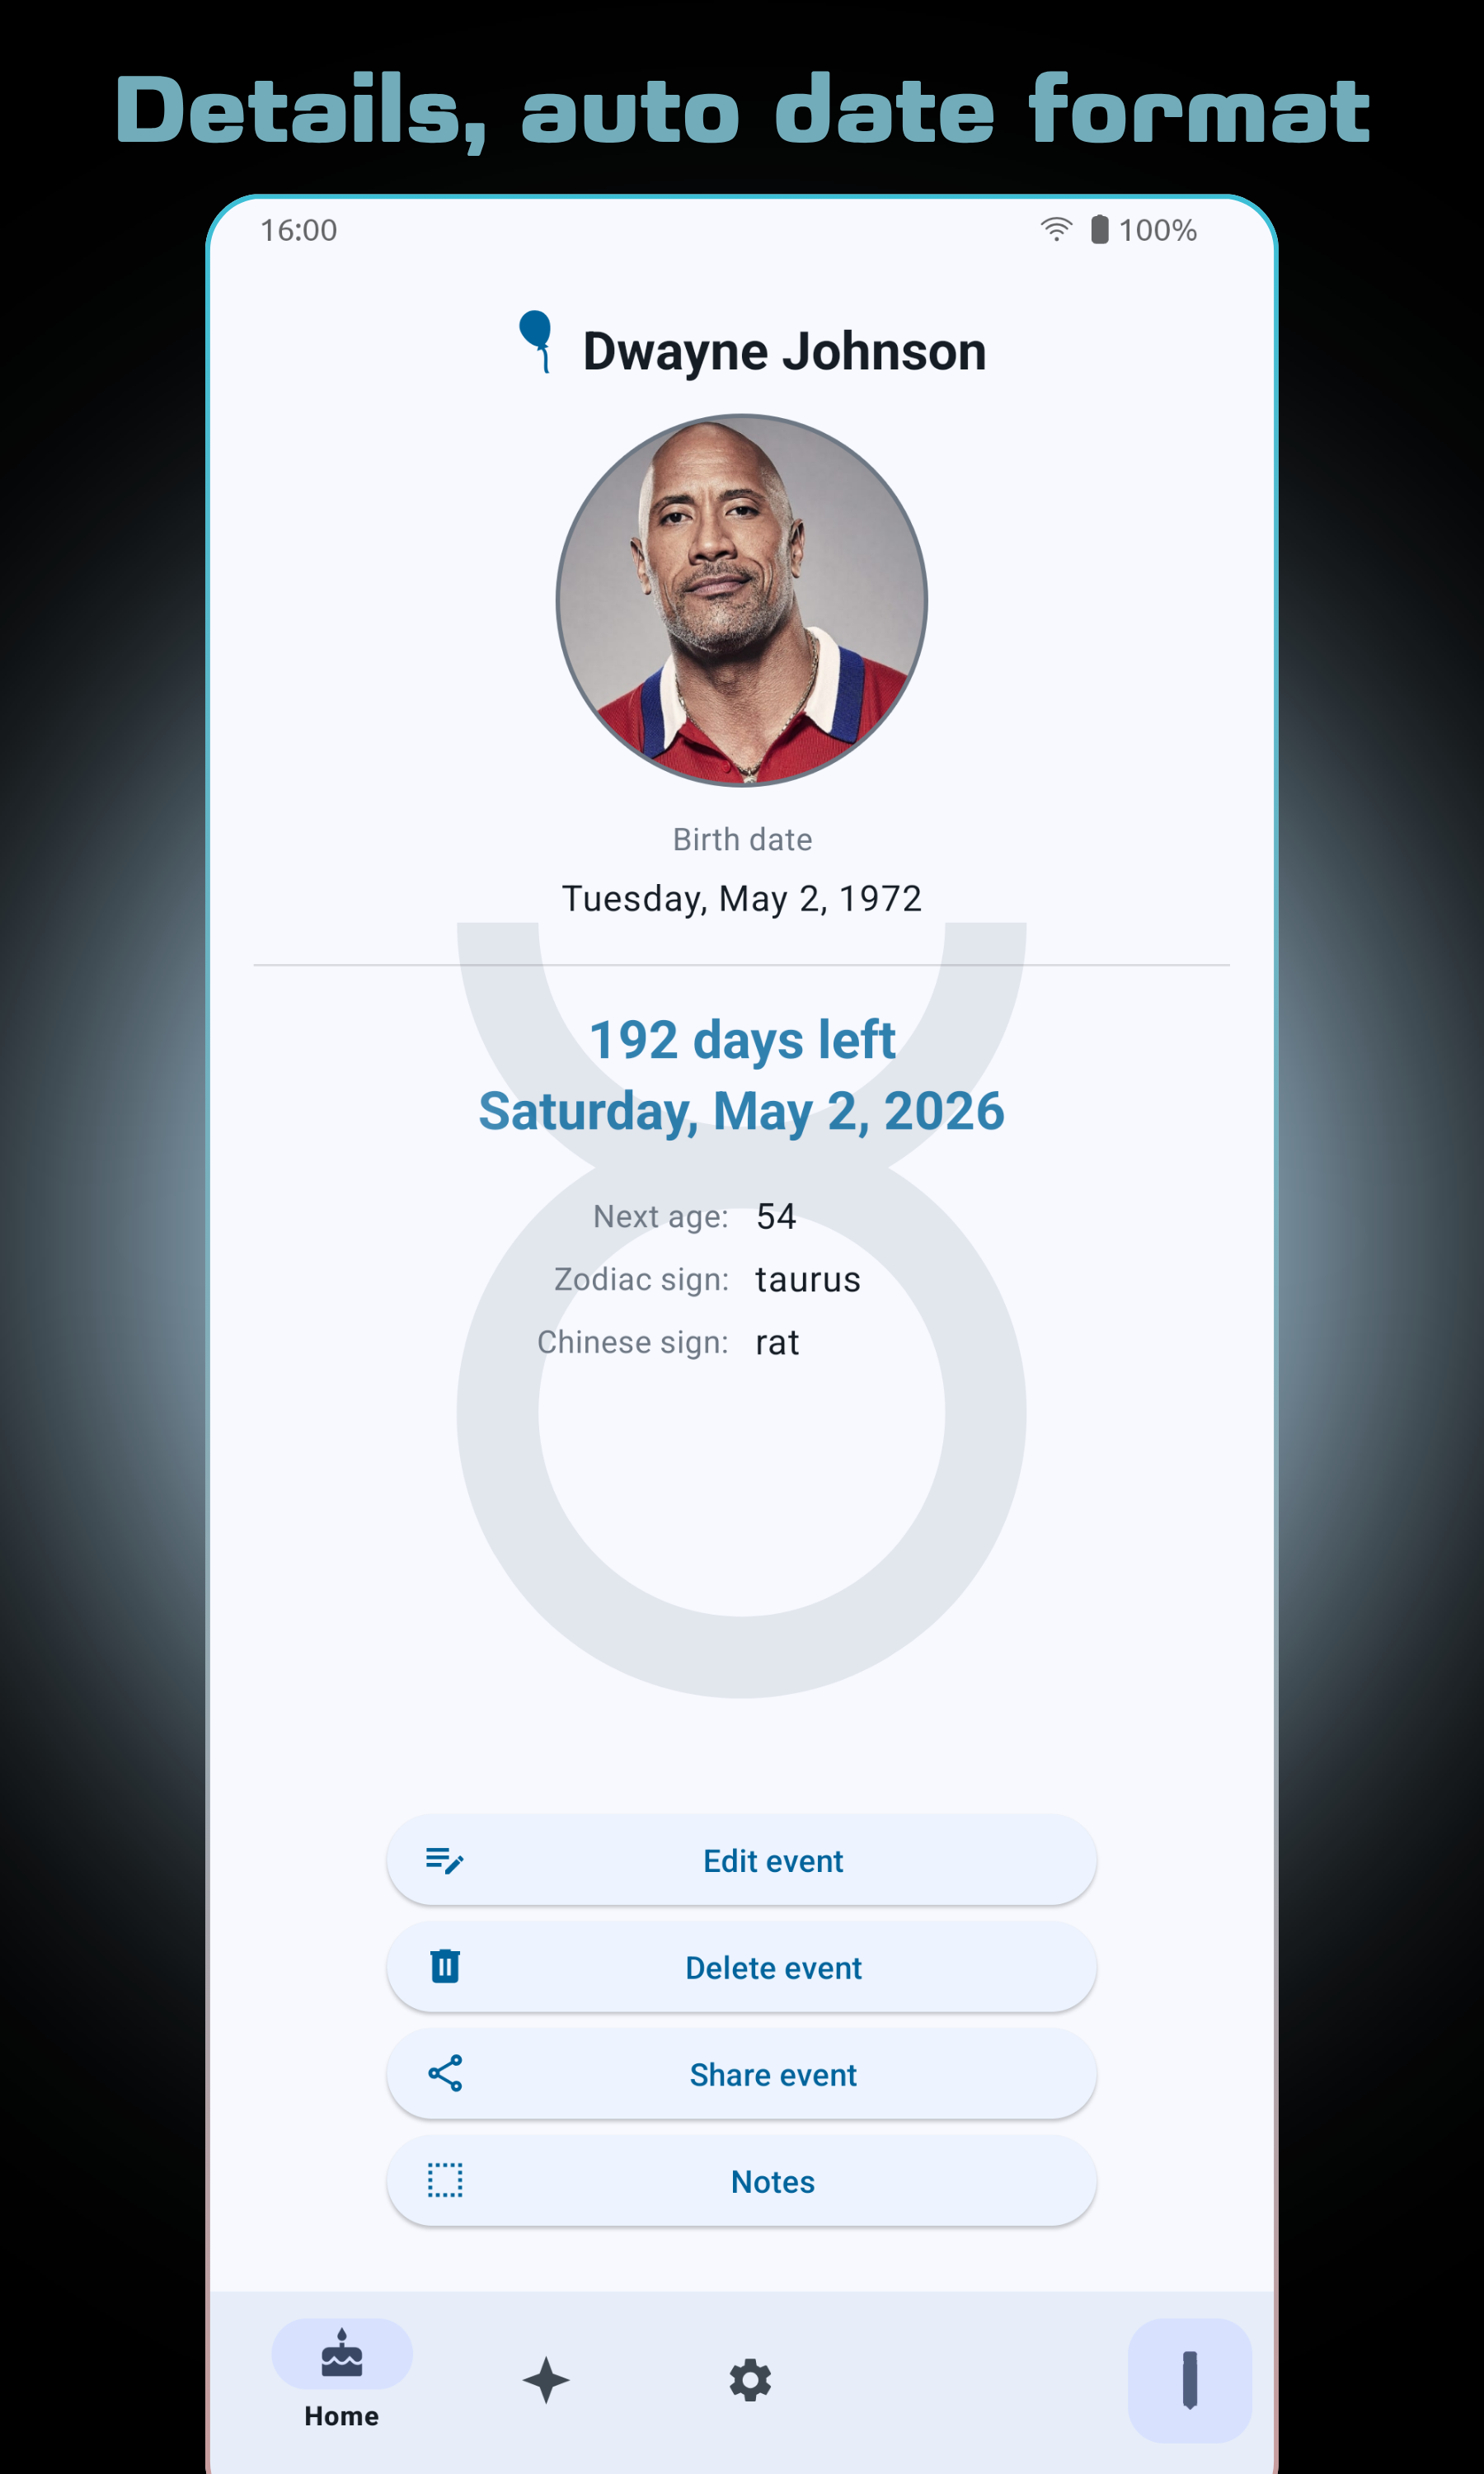 Details, auto date format
16:00 100%
Dwayne Johnson
Birth date
Tuesday, May 2, 1972
192 days left
Saturday, May 2, 2026
Next age: 54
Zodiac sign: taurus
Chinese sign: rat
Edit event
Delete event
Share event
Notes
Home